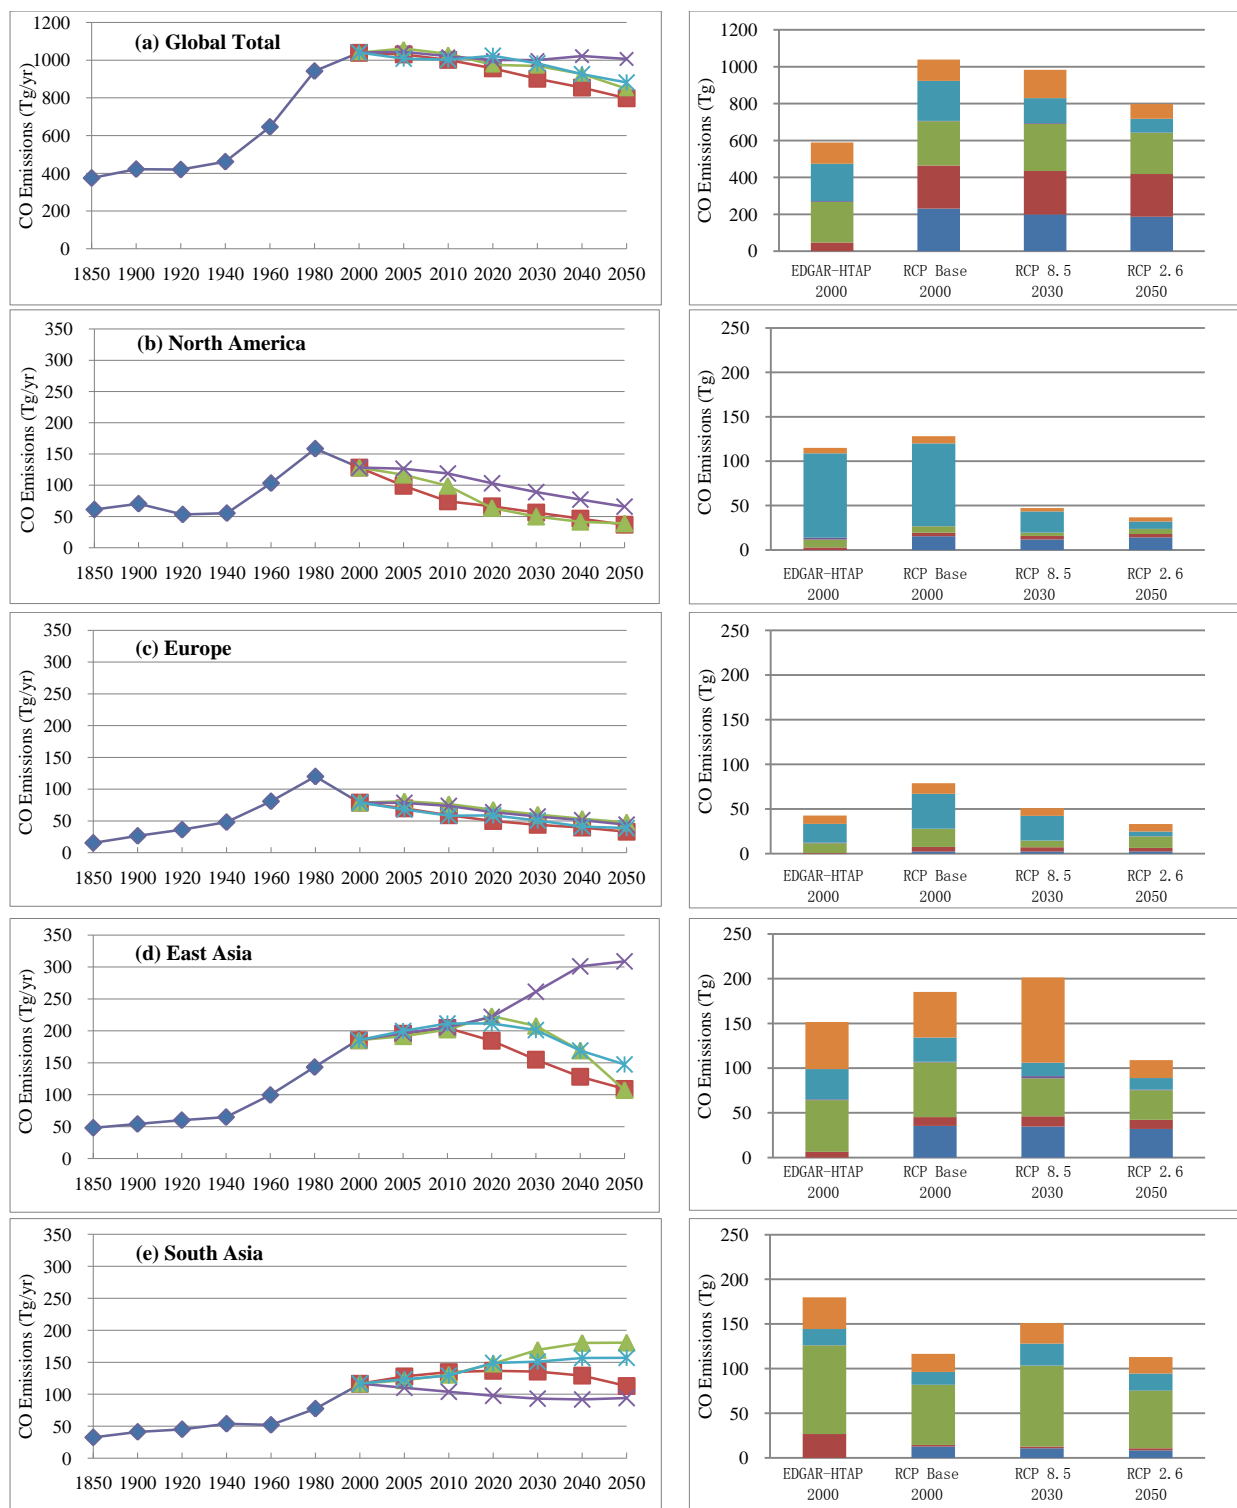 (a) Global Total
CO Emissions (Tg/yr)
1200
1000
800
600
400
200
0
1850 1900 1920 1940 1960 1980 2000 2005 2010 2020 2030 2040 2050
CO Emissions (Tg)
1200
1000
800
600
400
200
0
EDGAR-HTAP RCP Base RCP 8.5 RCP 2.6
2000 2000 2030 2050
(b) North America
CO Emissions (Tg/yr)
350
300
250
200
150
100
50
0
1850 1900 1920 1940 1960 1980 2000 2005 2010 2020 2030 2040 2050
CO Emissions (Tg)
250
200
150
100
50
0
EDGAR-HTAP RCP Base RCP 8.5 RCP 2.6
2000 2000 2030 2050
(c) Europe
CO Emissions (Tg/yr)
350
300
250
200
150
100
50
0
1850 1900 1920 1940 1960 1980 2000 2005 2010 2020 2030 2040 2050
CO Emissions (Tg)
250
200
150
100
50
0
EDGAR-HTAP RCP Base RCP 8.5 RCP 2.6
2000 2000 2030 2050
(d) East Asia
CO Emissions (Tg/yr)
350
300
250
200
150
100
50
0
1850 1900 1920 1940 1960 1980 2000 2005 2010 2020 2030 2040 2050
CO Emissions (Tg)
250
200
150
100
50
0
EDGAR-HTAP RCP Base RCP 8.5 RCP 2.6
2000 2000 2030 2050
(e) South Asia
CO Emissions (Tg/yr)
350
300
250
200
150
100
50
0
1850 1900 1920 1940 1960 1980 2000 2005 2010 2020 2030 2040 2050
CO Emissions (Tg)
250
200
150
100
50
0
EDGAR-HTAP RCP Base RCP 8.5 RCP 2.6
2000 2000 2030 2050